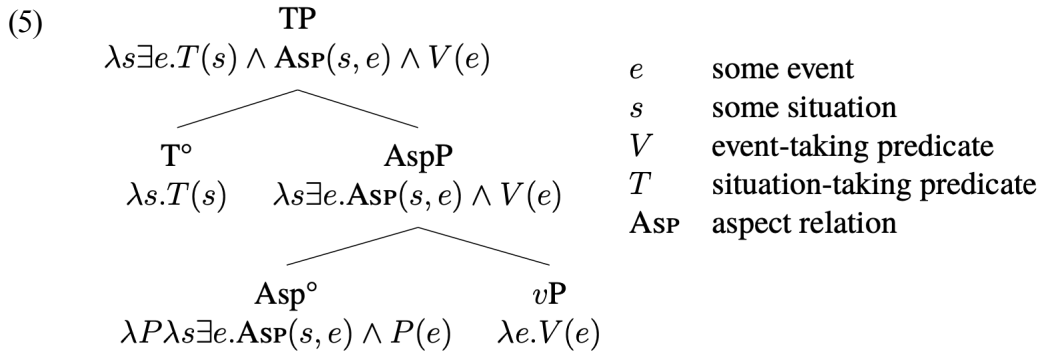 (5)
TP
λs∃e.T(s) ∧ Asp(s, e) ∧ V(e)
T° AspP
λs.T(s) λs∃e.Asp(s, e) ∧ V(e)
Asp° vP
λPλs∃e.Asp(s, e) ∧ P(e) λe.V(e)
e some event
s some situation
V event-taking predicate
T situation-taking predicate
Asp aspect relation